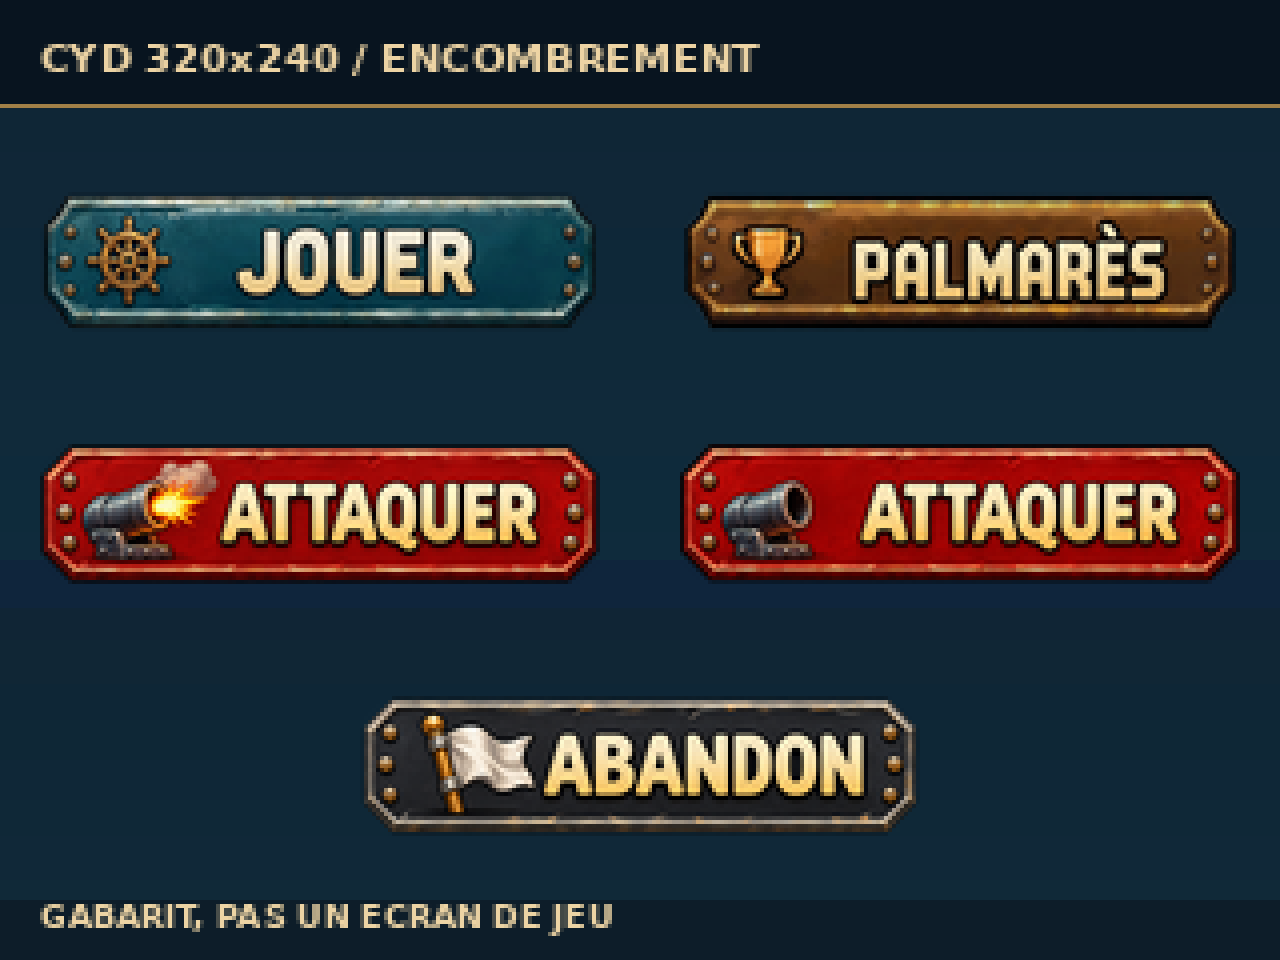 CYD 320x240 / ENCOMBREMENT
JOUER
PALMARÈS
ATTAQUER
ATTAQUER
ABANDON
GABARIT, PAS UN ECRAN DE JEU